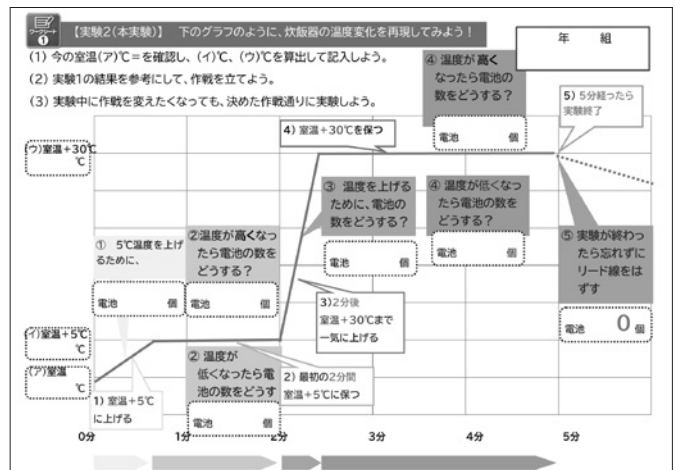 ワークシート
1
【実験2(本実験)】 下のグラフのように、炊飯器の温度変化を再現してみよう！
年 組
(1) 今の室温(ア)℃=を確認し、(イ)℃、(ウ)℃を算出して記入しよう。
(2) 実験1の結果を参考にして、作戦を立てよう。
(3) 実験中に作戦を変えたくなっても、決めた作戦通りに実験しよう。
④ 温度が高く
なったら電池の
数をどうする？
電池 個
5) 5分経ったら
実験終了
4) 室温+30℃を保つ
(ウ)室温+30℃
℃
③ 温度を上げる
ために、電池の
数をどうする？
電池 個
④ 温度が低くなっ
たら電池の数を
どうする？
電池 個
⑤ 実験が終わっ
たら忘れずに
リード線をは
ずす
電池 0 個
① 5℃温度を上げ
るために、
電池 個
②温度が高くなっ
たら電池の数を
どうする？
電池 個
3)2分後
室温+30℃まで
一気に上げる
(イ)室温+5℃
℃
(ア)室温
℃
② 温度が
低くなったら電
池の数をどうす
電池 個
2) 最初の2分間
室温+5℃に保つ
1) 室温+5℃
に上げる
0分 1分 2分 3分 4分 5分